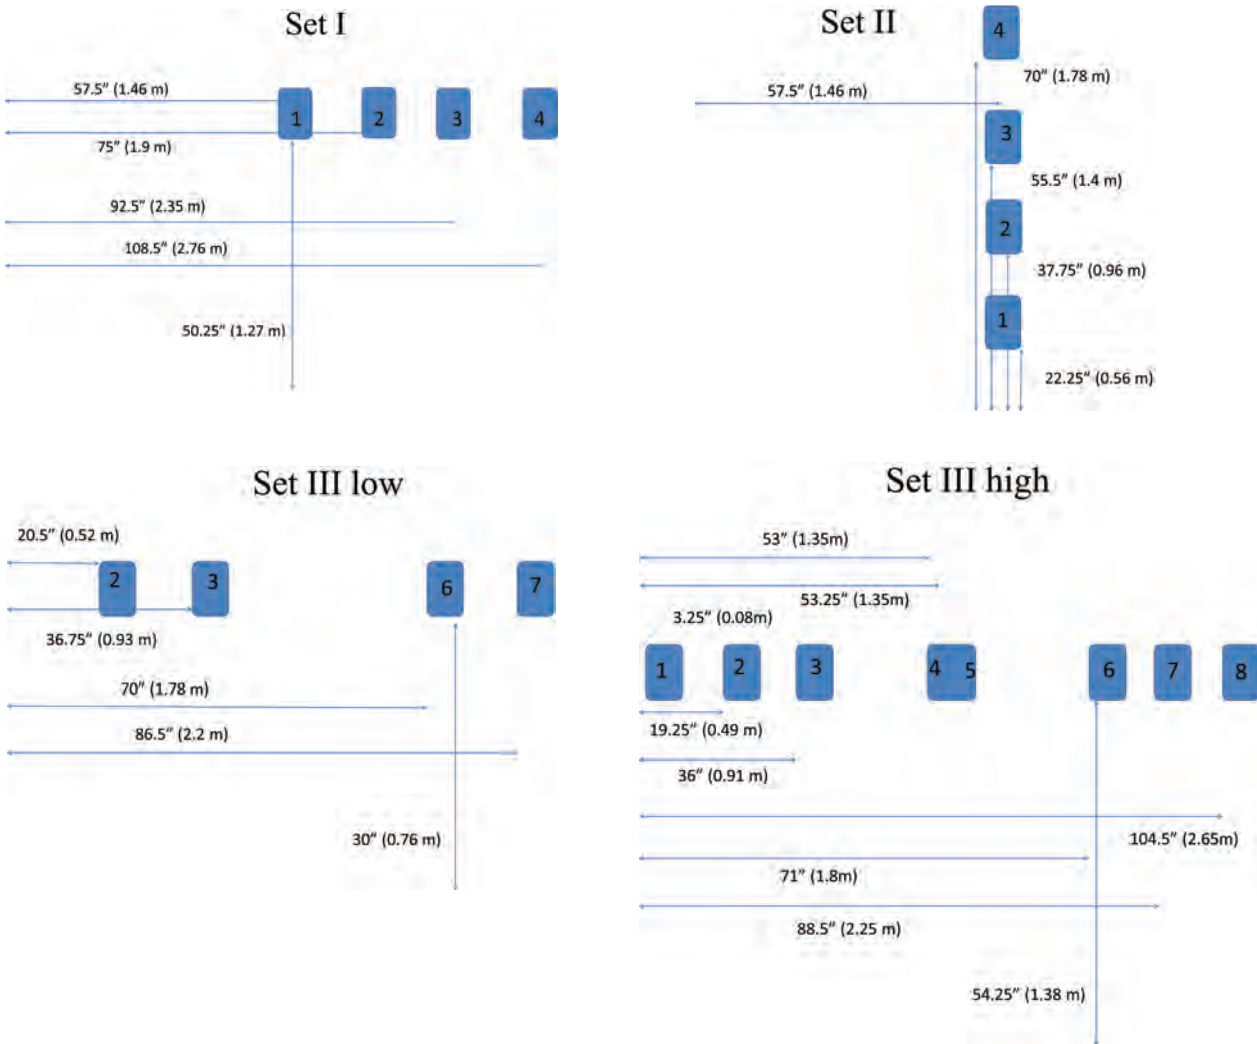 Set I
57.5” (1.46 m)
1 2 3 4
75” (1.9 m)
92.5” (2.35 m)
108.5” (2.76 m)
50.25” (1.27 m)
Set II
4
70” (1.78 m)
57.5” (1.46 m)
3
55.5” (1.4 m)
2
37.75” (0.96 m)
1
22.25” (0.56 m)
Set III low
20.5” (0.52 m)
2 3 6 7
36.75” (0.93 m)
70” (1.78 m)
86.5” (2.2 m)
30” (0.76 m)
Set III high
53” (1.35m)
53.25” (1.35m)
3.25” (0.08m)
1 2 3 4 5 6 7 8
19.25” (0.49 m)
36” (0.91 m)
104.5” (2.65m)
71” (1.8m)
88.5” (2.25 m)
54.25” (1.38 m)